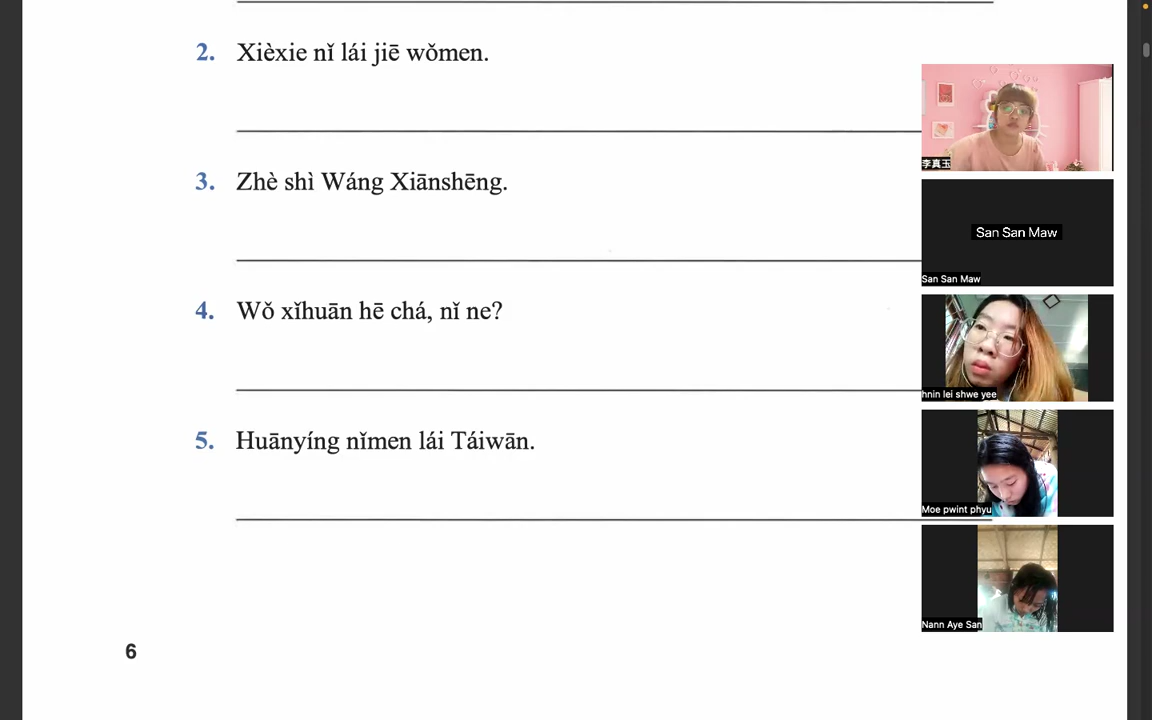 2. Xièxie nǐ lái jiē wǒmen.
3. Zhè shì Wáng Xiānshēng.
4. Wǒ xǐhuān hē chá, nǐ ne?
5. Huānyíng nǐmen lái Táiwān.
6
李真玉
San San Maw
San San Maw
hnin lei shwe yee
Moe pwint phyu
Nann Aye San